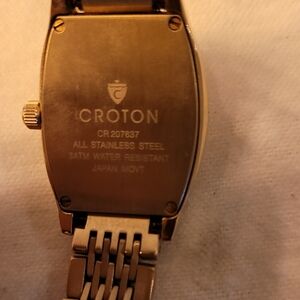 C
CROTON
CR 207837
ALL STAINLESS STEEL
3ATM WATER RESISTANT
JAPAN MOVT